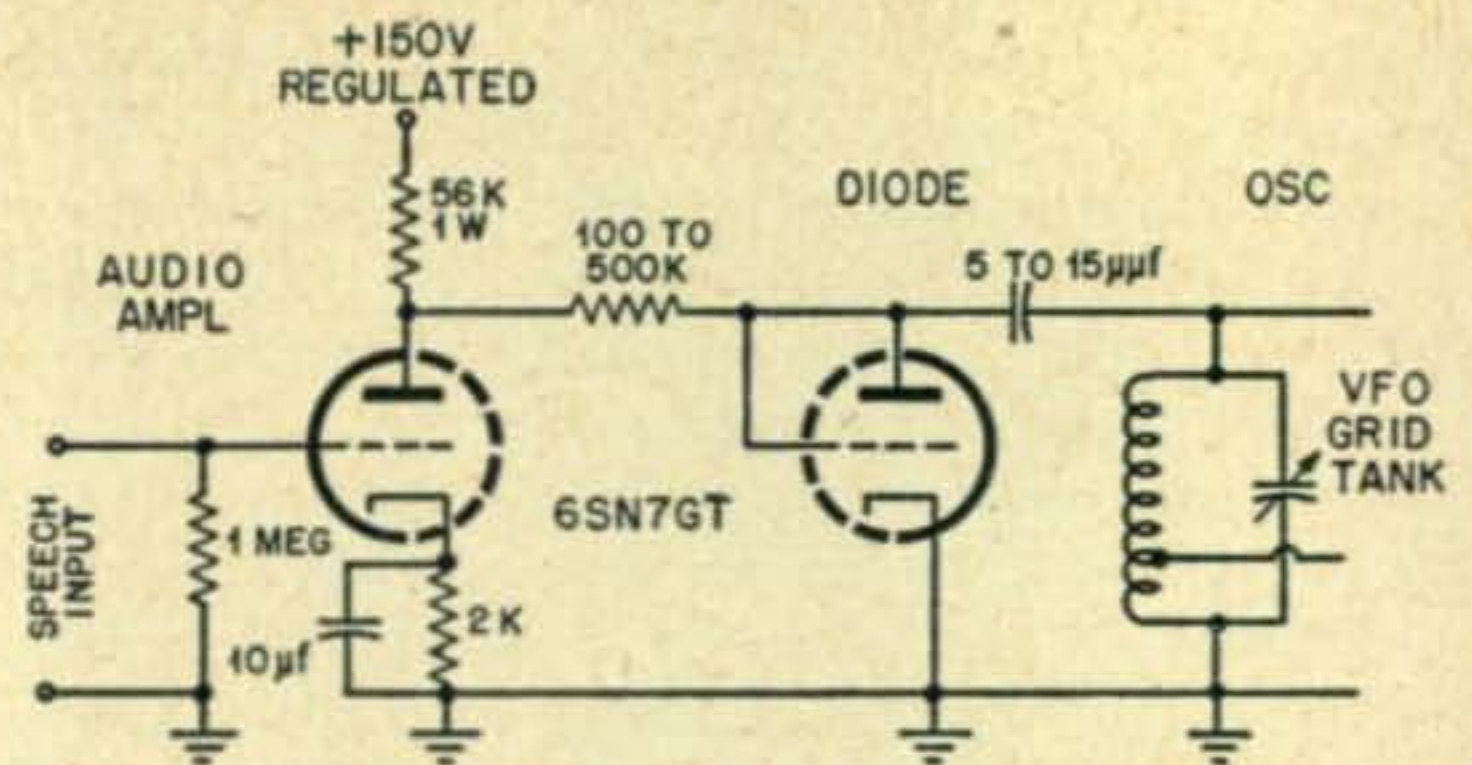 +150V
REGULATED
56K
1W
DIODE
OSC
100 TO
500K
5 TO 15μμf
AUDIO
AMPL
VFO
GRID
TANK
6SN7GT
SPEECH
INPUT
1 MEG
10μf
2K